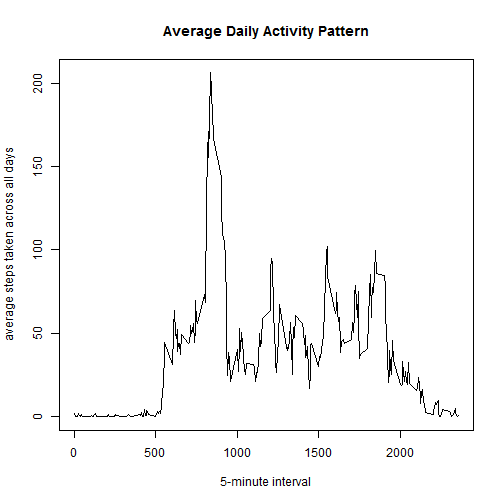 Average Daily Activity Pattern
average steps taken across all days
200
150
100
50
0
0 500 1000 1500 2000
5-minute interval